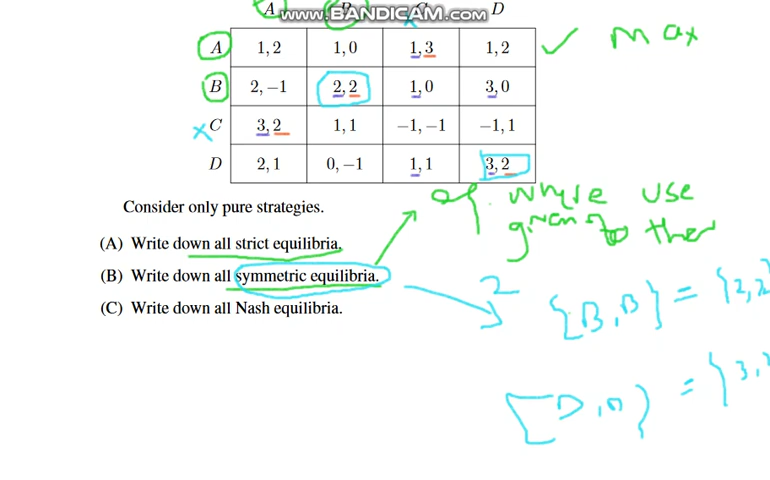 A B C D
WWW.BANDICAM.COM
A 1, 2 1, 0 1, 3 1, 2 max
B 2, −1 2, 2 1, 0 3, 0
C 3, 2 1, 1 −1, −1 −1, 1
D 2, 1 0, −1 1, 1 3, 2
where use
Consider only pure strategies.
(A) Write down all strict equilibria.
(B) Write down all symmetric equilibria.
2
{B, B} = {2, 2
(C) Write down all Nash equilibria.
= {3,